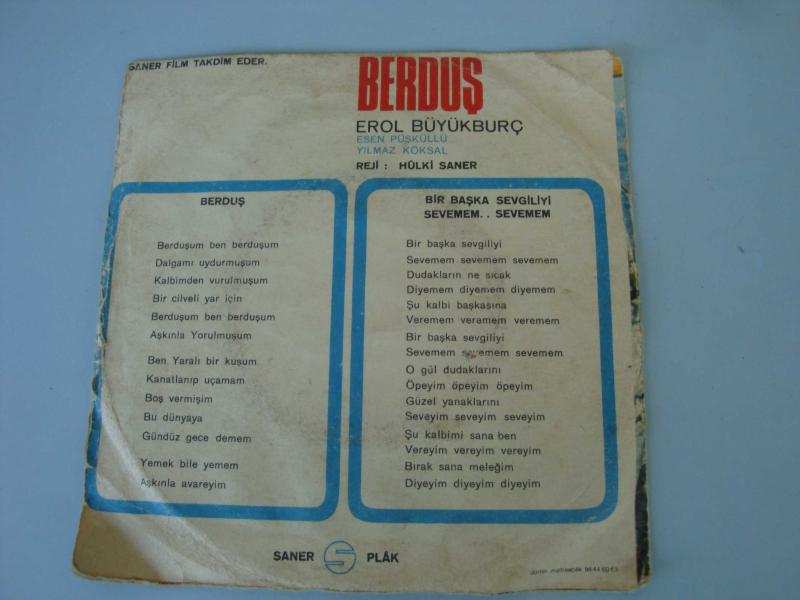 SANER FİLM TAKDİM EDER.
BERDUŞ
EROL BÜYÜKBURÇ
ESEN PÜSKÜLLÜ
YILMAZ KÖKSAL
REJİ : HÜLKİ SANER
BERDUŞ
Berduşum ben berduşum
Dalgamı uydurmuşum
Kalbimden vurulmuşum
Bir cilveli yar için
Berduşum ben berduşum
Aşkınla Yorulmuşum
Ben Yaralı bir kuşum
Kanatlanıp uçamam
Boş vermişim
Bu dünyaya
Gündüz gece demem
Yemek bile yemem
Aşkınla avareyim
BİR BAŞKA SEVGİLİYİ
SEVEMEM.. SEVEMEM
Bir başka sevgiliyi
Sevemem sevemem sevemem
Dudakların ne sıcak
Diyemem diyemem diyemem
Şu kalbi başkasına
Veremem veremem veremem
Bir başka sevgiliyi
Sevemem sevemem sevemem
O gül dudaklarını
Öpeyim öpeyim öpeyim
Güzel yanaklarını
Seveyim seveyim seveyim
Şu kalbimi sana ben
Vereyim vereyim vereyim
Bırak sana meleğim
Diyeyim diyeyim diyeyim
SANER S PLÂK